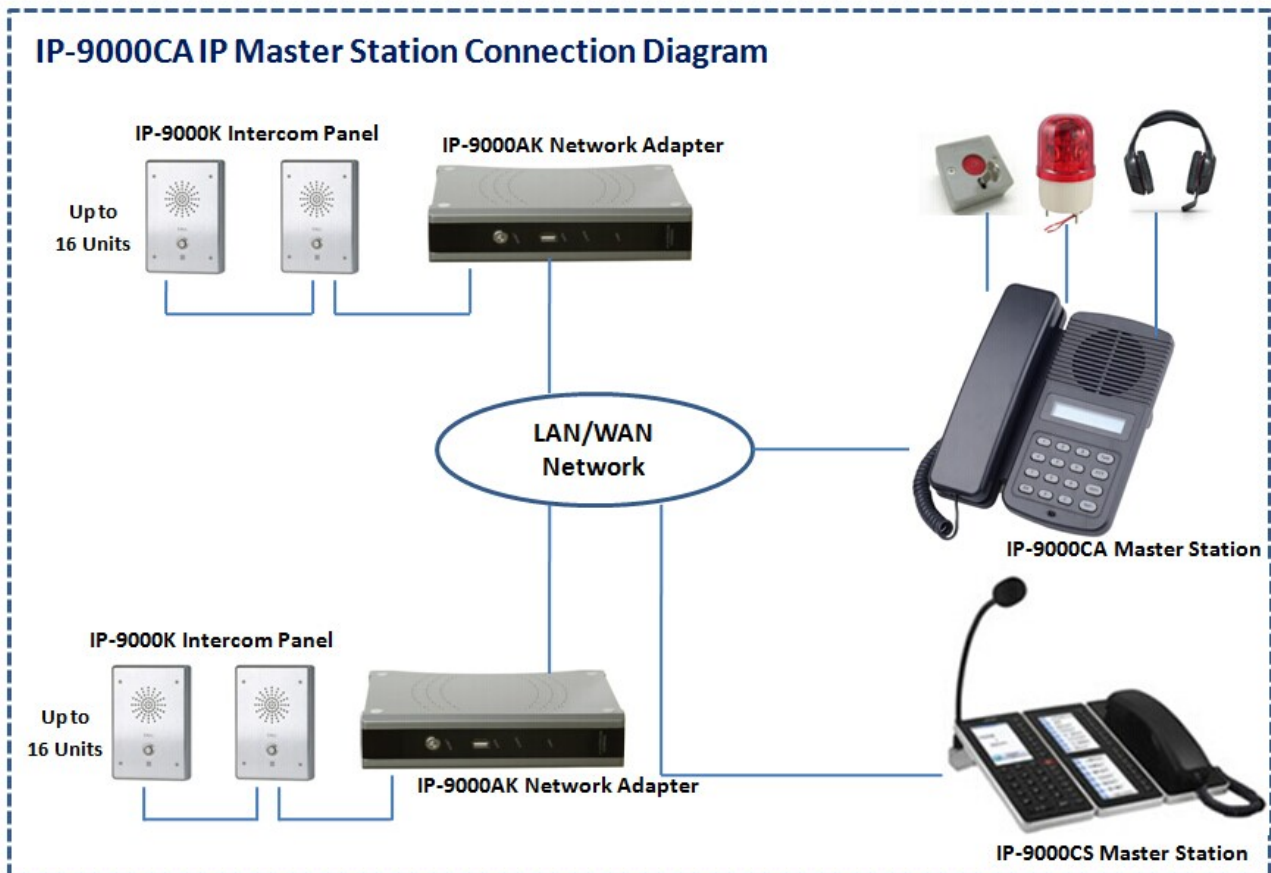 IP-9000CA IP Master Station Connection Diagram
IP-9000K Intercom Panel
IP-9000AK Network Adapter
Up to
16 Units
LAN/WAN
Network
IP-9000CA Master Station
IP-9000K Intercom Panel
Up to
16 Units
IP-9000AK Network Adapter
IP-9000CS Master Station